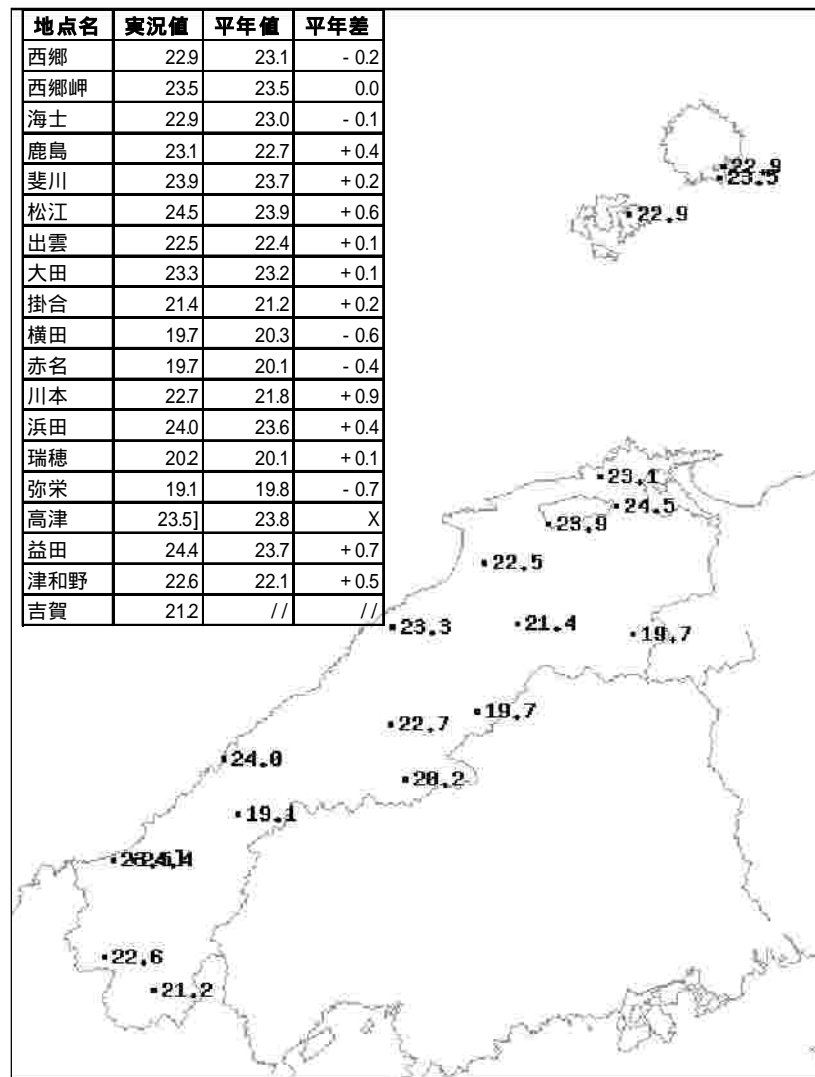 地点名 実況値 平年値 平年差
西郷 22.9 23.1 - 0.2
西郷岬 23.5 23.5 0.0
海士 22.9 23.0 - 0.1
鹿島 23.1 22.7 + 0.4
斐川 23.9 23.7 + 0.2
松江 24.5 23.9 + 0.6
出雲 22.5 22.4 + 0.1
大田 23.3 23.2 + 0.1
掛合 21.4 21.2 + 0.2
横田 19.7 20.3 - 0.6
赤名 19.7 20.1 - 0.4
川本 22.7 21.8 + 0.9
浜田 24.0 23.6 + 0.4
瑞穂 20.2 20.1 + 0.1
弥栄 19.1 19.8 - 0.7
高津 23.5] 23.8 X
益田 24.4 23.7 + 0.7
津和野 22.6 22.1 + 0.5
吉賀 21.2 // //
22.9
23.5
22.9
23.1
24.5
23.9
22.5
23.3
21.4
19.7
19.7
22.7
24.0
20.2
19.1
22.6
21.2